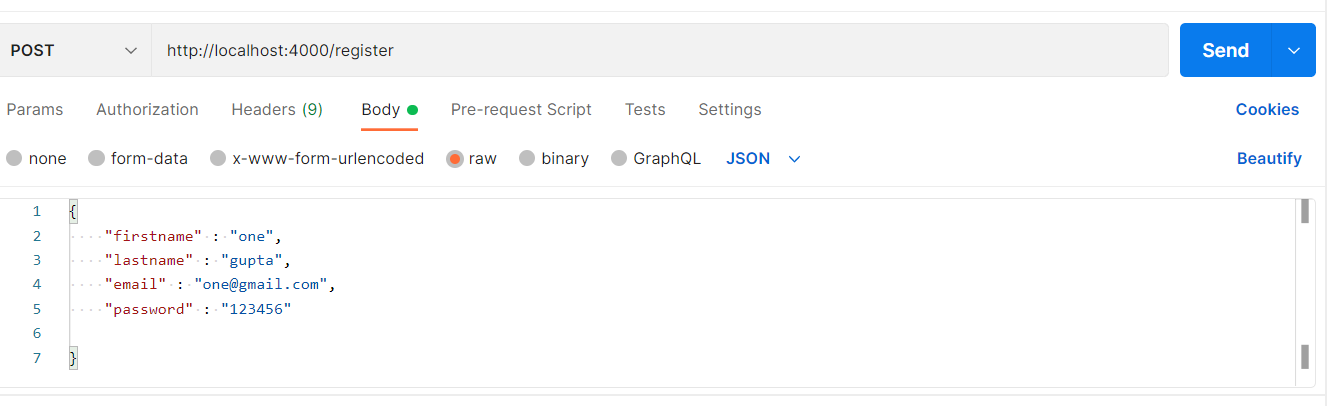 POST http://localhost:4000/register Send
Params Authorization Headers (9) Body Pre-request Script Tests Settings Cookies
none form-data x-www-form-urlencoded raw binary GraphQL JSON Beautify
1 {
2 "firstname" : "one",
3 "lastname" : "gupta",
4 "email" : "one@gmail.com",
5 "password" : "123456"
6
7 }